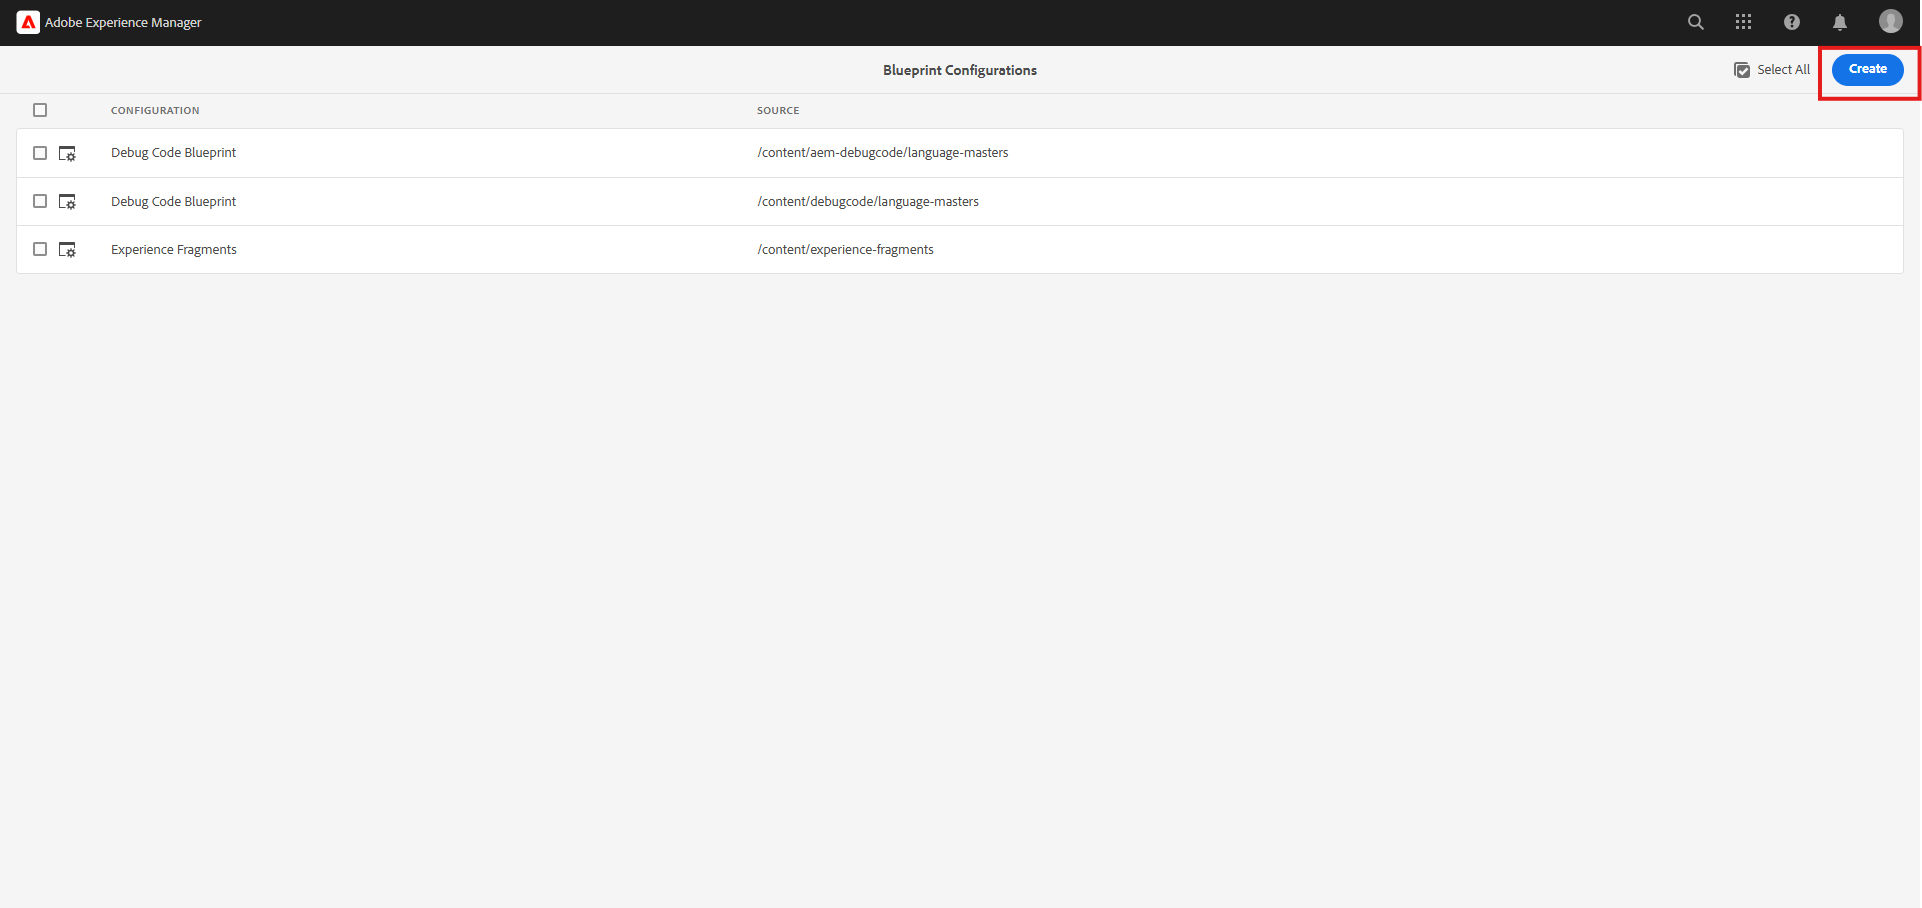 Adobe Experience Manager
Blueprint Configurations
Select All
Create
CONFIGURATION SOURCE
Debug Code Blueprint /content/aem-debugcode/language-masters
Debug Code Blueprint /content/debugcode/language-masters
Experience Fragments /content/experience-fragments